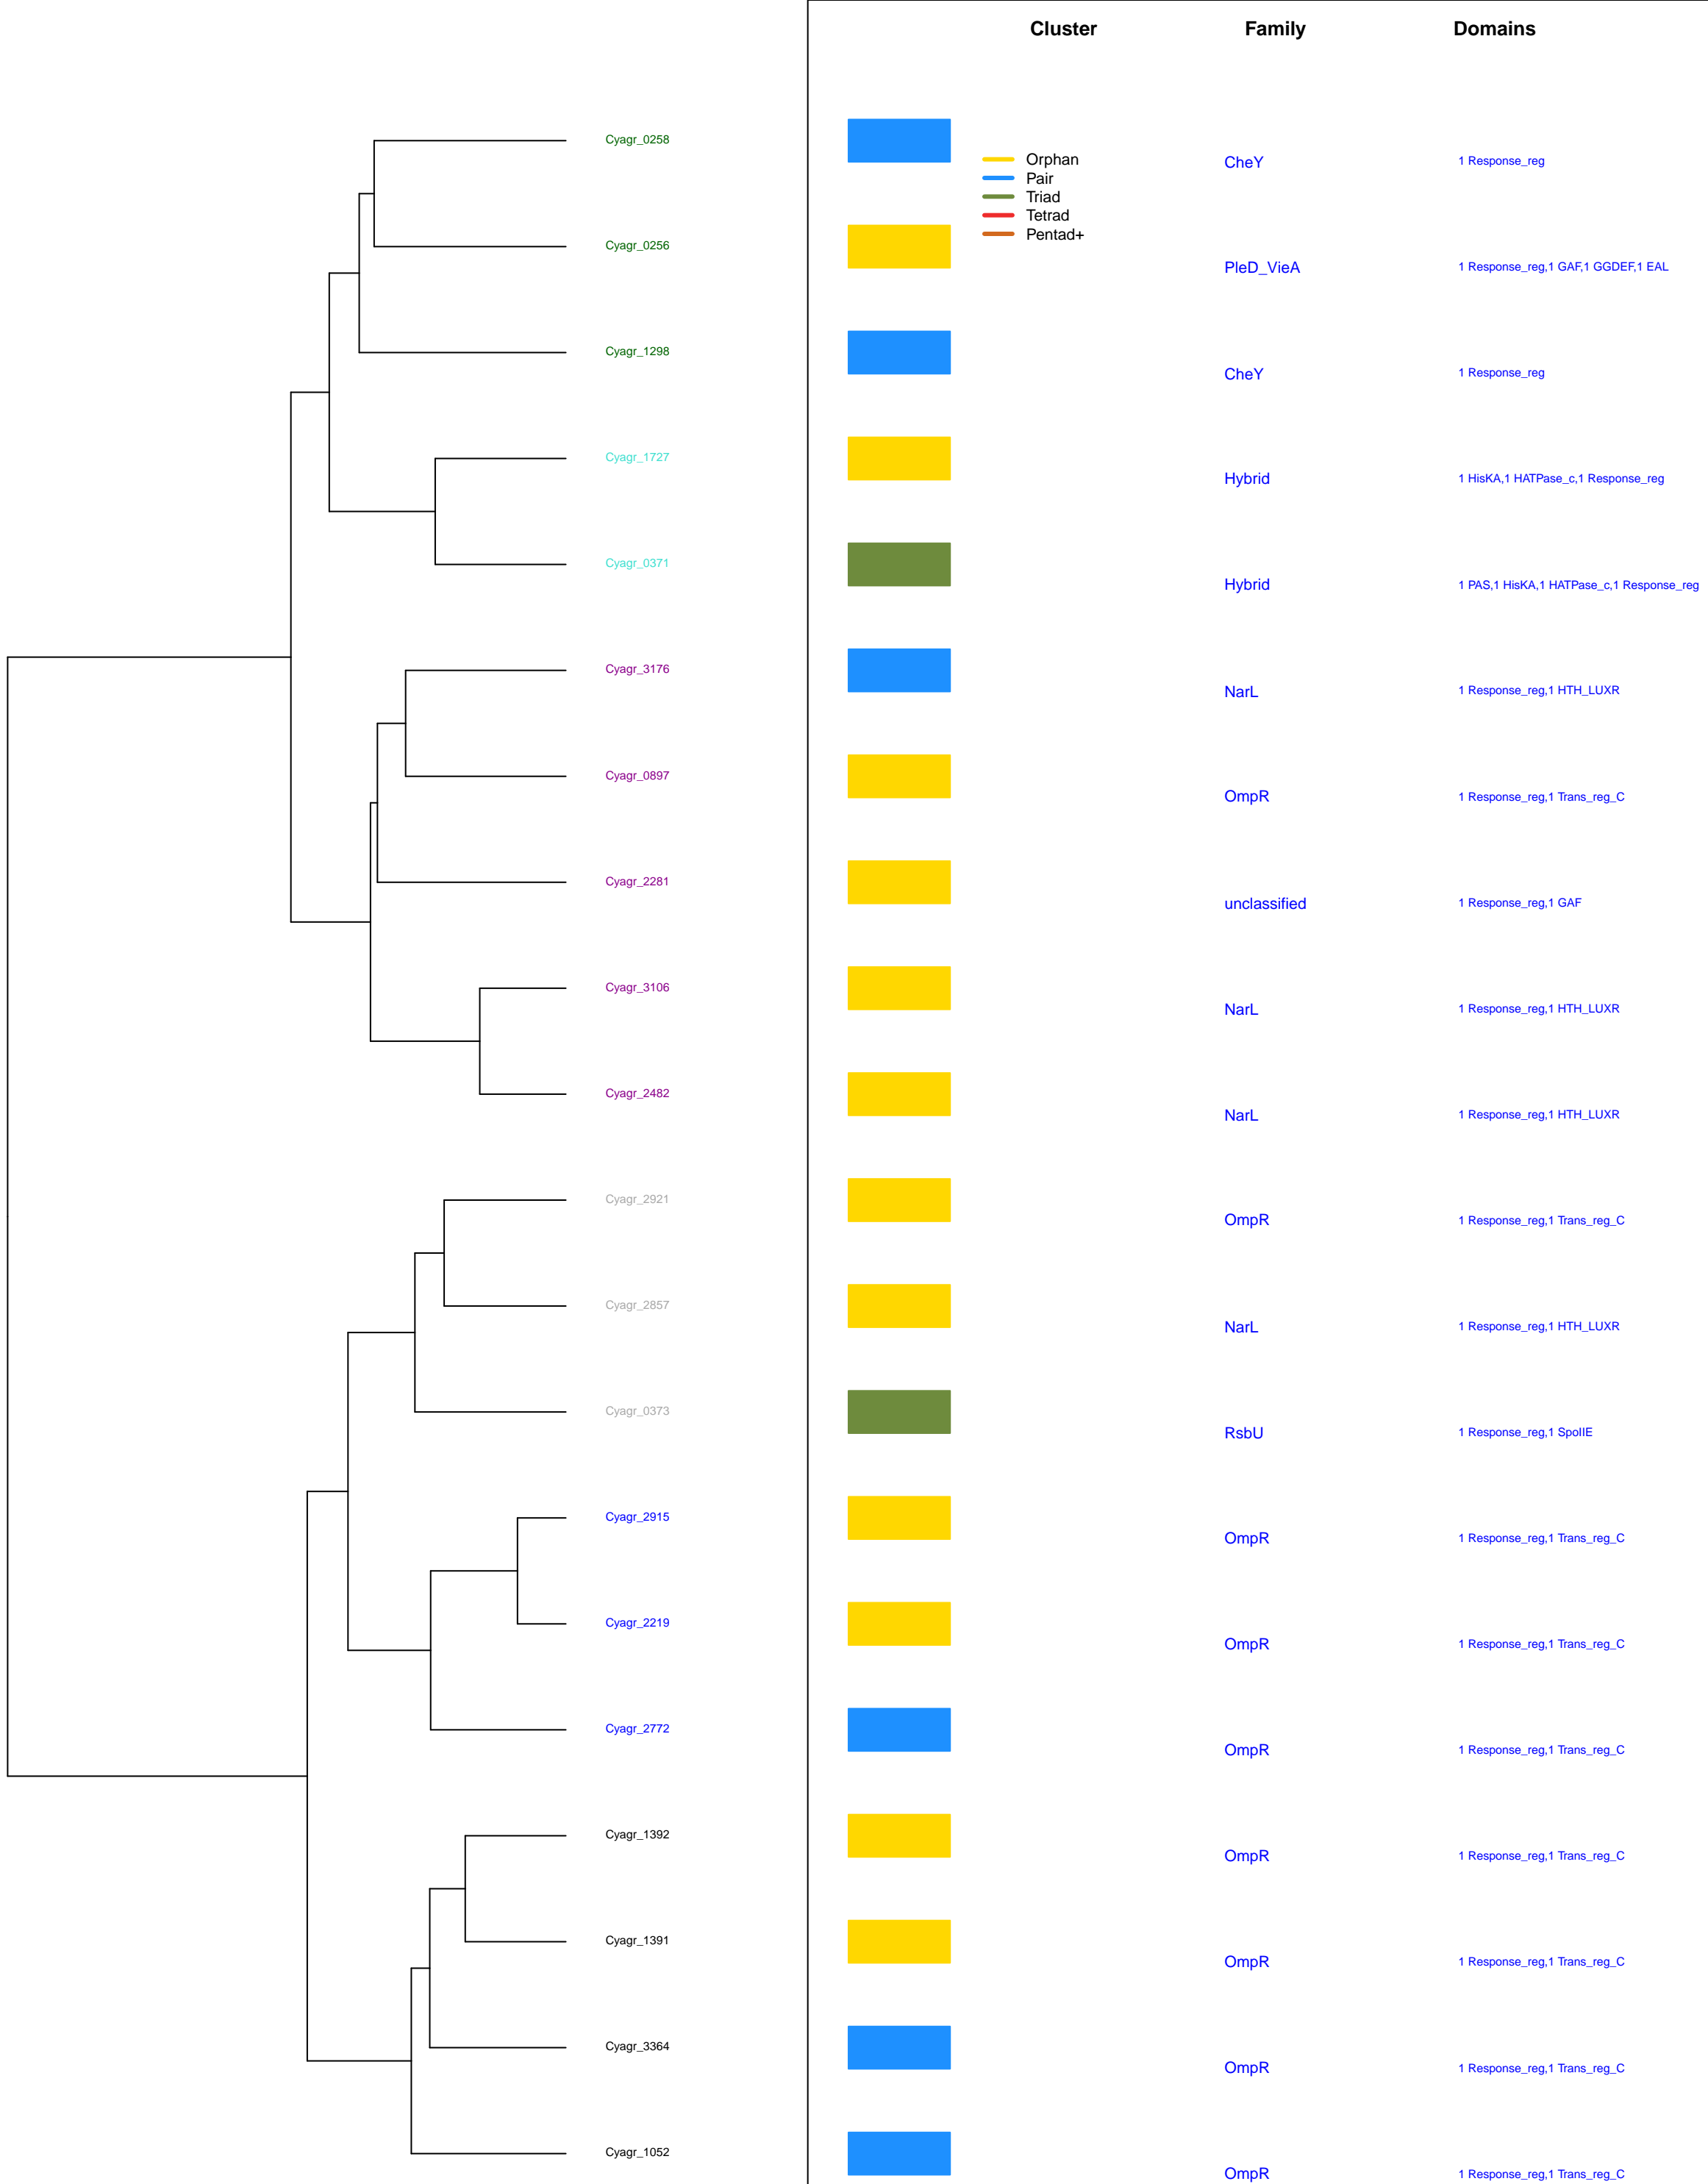 Cluster Family Domains
Cyagr_0258
Orphan
CheY 1 Response_reg
Pair
Triad
Tetrad
Pentad+
Cyagr_0256
PleD_VieA 1 Response_reg,1 GAF,1 GGDEF,1 EAL
Cyagr_1298
CheY 1 Response_reg
Cyagr_1727
Hybrid 1 HisKA,1 HATPase_c,1 Response_reg
Cyagr_0371
Hybrid 1 PAS,1 HisKA,1 HATPase_c,1 Response_reg
Cyagr_3176
NarL 1 Response_reg,1 HTH_LUXR
Cyagr_0897
OmpR 1 Response_reg,1 Trans_reg_C
Cyagr_2281
unclassified 1 Response_reg,1 GAF
Cyagr_3106
NarL 1 Response_reg,1 HTH_LUXR
Cyagr_2482
NarL 1 Response_reg,1 HTH_LUXR
Cyagr_2921
OmpR 1 Response_reg,1 Trans_reg_C
Cyagr_2857
NarL 1 Response_reg,1 HTH_LUXR
Cyagr_0373
RsbU 1 Response_reg,1 SpoIIE
Cyagr_2915
OmpR 1 Response_reg,1 Trans_reg_C
Cyagr_2219
OmpR 1 Response_reg,1 Trans_reg_C
Cyagr_2772
OmpR 1 Response_reg,1 Trans_reg_C
Cyagr_1392
OmpR 1 Response_reg,1 Trans_reg_C
Cyagr_1391
OmpR 1 Response_reg,1 Trans_reg_C
Cyagr_3364
OmpR 1 Response_reg,1 Trans_reg_C
Cyagr_1052
OmpR 1 Response_reg,1 Trans_reg_C